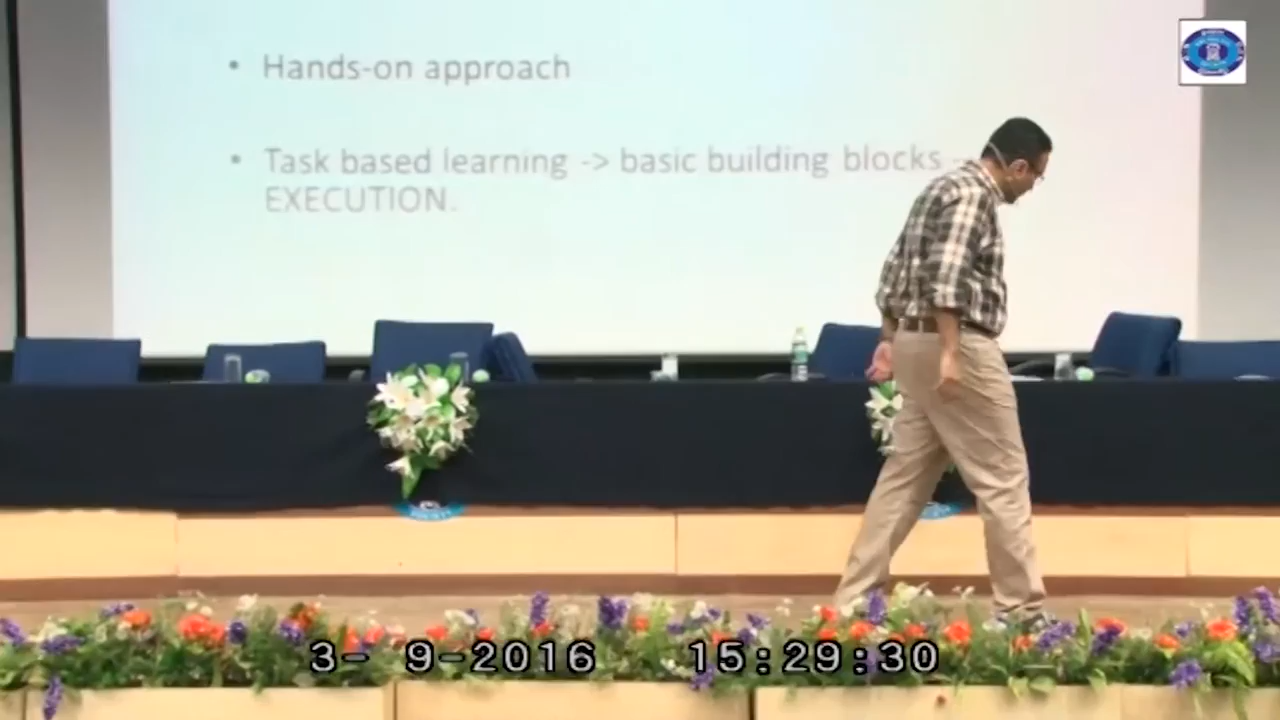 • Hands-on approach
• Task based learning -> basic building blocks -
EXECUTION.
3- 9-2016 15:29:30